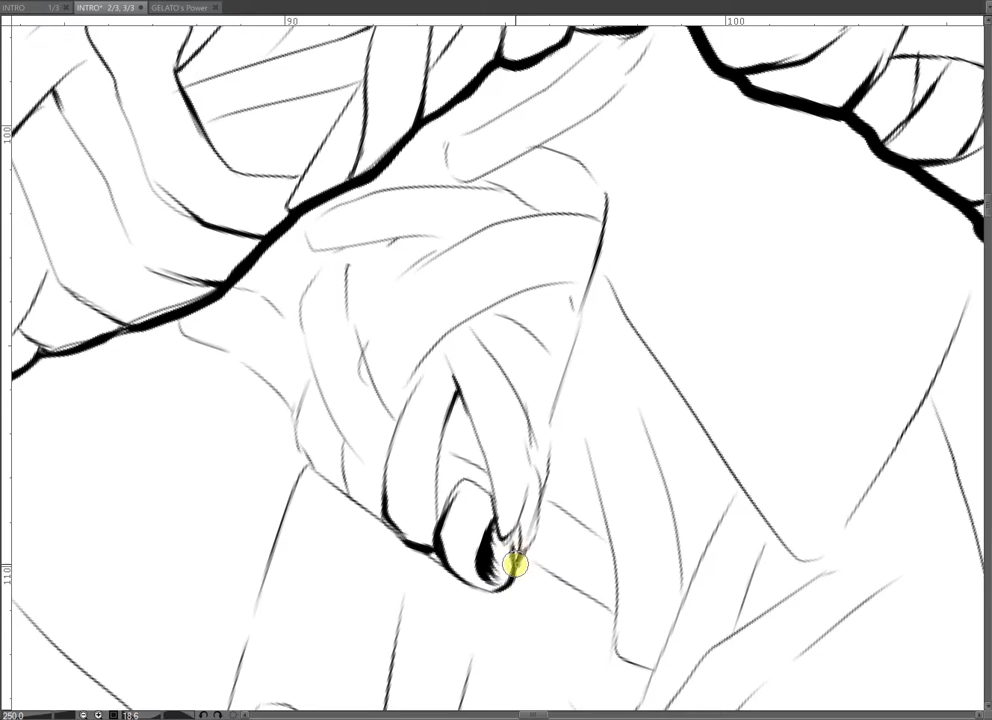 INTRO 1/3 INTRO* 2/3, 3/3 GELATO's Power
90 100
100
110
250.0 18.6